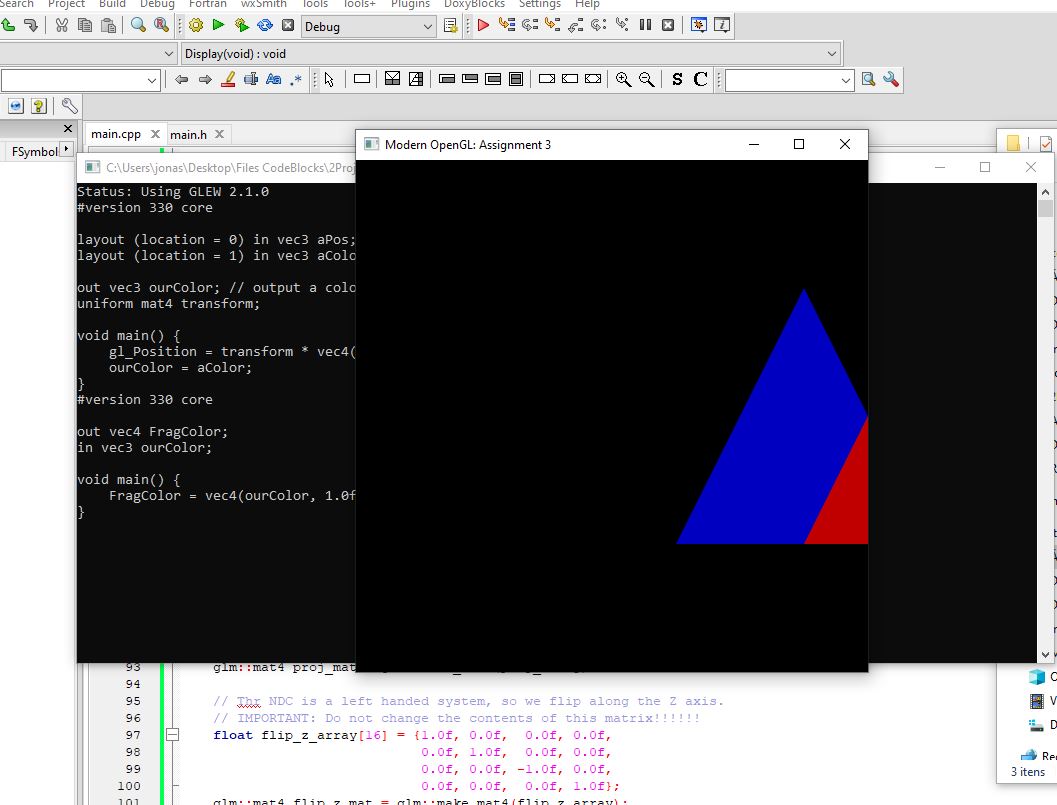 Search Project Build Debug Fortran wxSmith Tools Tools+ Plugins DoxyBlocks Settings Help
Debug
Display(void) : void
Aa .* S C
main.cpp main.h
FSymbol
C:\Users\jonas\Desktop\Files CodeBlocks\2Proj
Modern OpenGL: Assignment 3
Status: Using GLEW 2.1.0
#version 330 core
layout (location = 0) in vec3 aPos;
layout (location = 1) in vec3 aColo
out vec3 ourColor; // output a colo
uniform mat4 transform;
void main() {
gl_Position = transform * vec4(
ourColor = aColor;
}
#version 330 core
out vec4 FragColor;
in vec3 ourColor;
void main() {
FragColor = vec4(ourColor, 1.0f
}
93 glm::mat4 proj_mat
94
95 // Thr NDC is a left handed system, so we flip along the Z axis.
96 // IMPORTANT: Do not change the contents of this matrix!!!!!!
97 float flip_z_array[16] = {1.0f, 0.0f, 0.0f, 0.0f,
98 0.0f, 1.0f, 0.0f, 0.0f,
99 0.0f, 0.0f, -1.0f, 0.0f,
100 0.0f, 0.0f, 0.0f, 1.0f};
101 glm::mat4 flip_z_mat = glm::make_mat4(flip_z_array);
3 itens